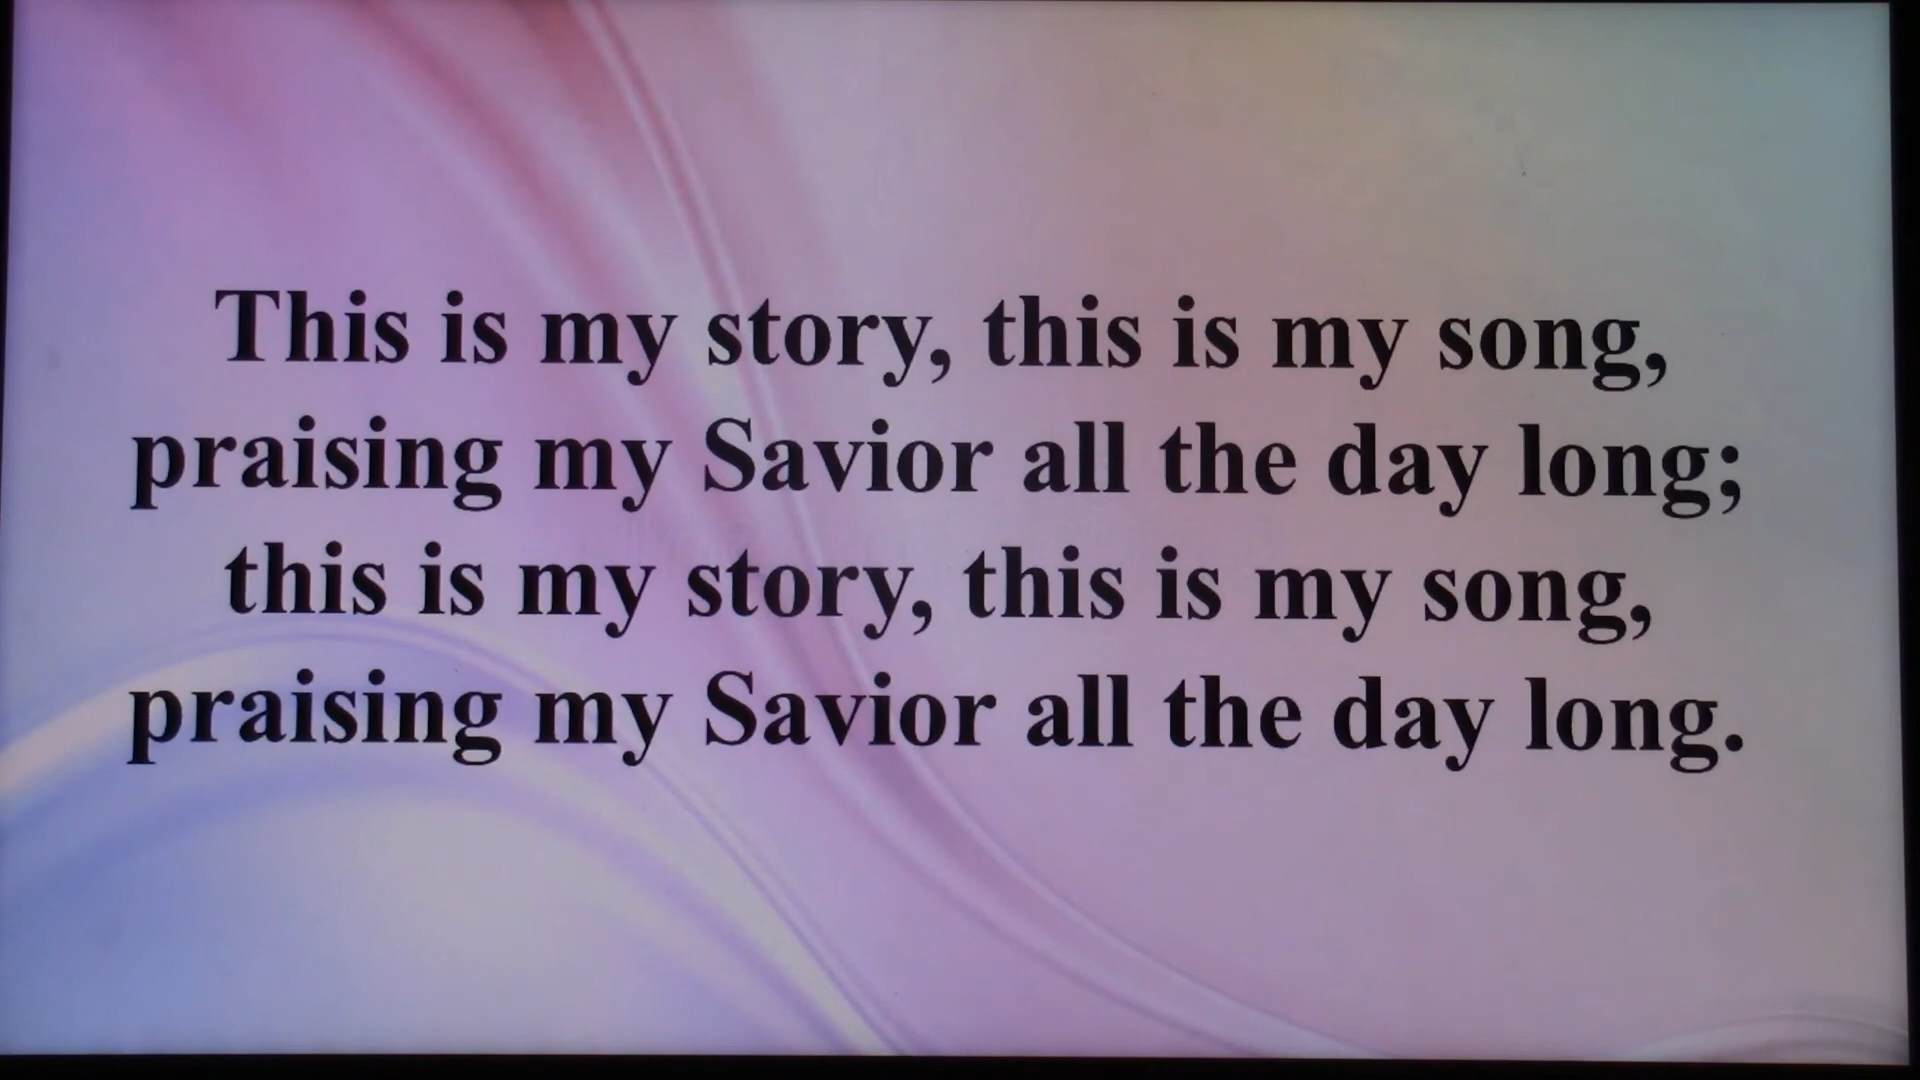 This is my story, this is my song,
praising my Savior all the day long;
this is my story, this is my song,
praising my Savior all the day long.